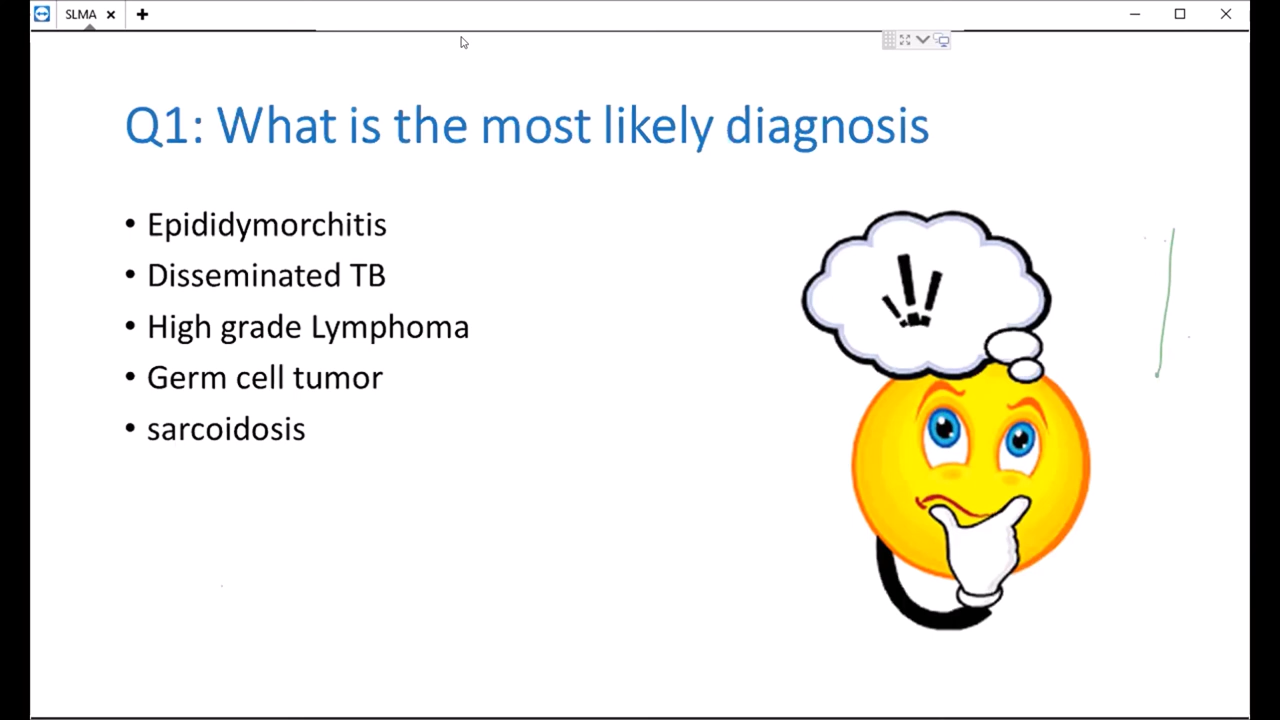 SLMA
Q1: What is the most likely diagnosis
• Epididymorchitis
• Disseminated TB
• High grade Lymphoma
• Germ cell tumor
• sarcoidosis